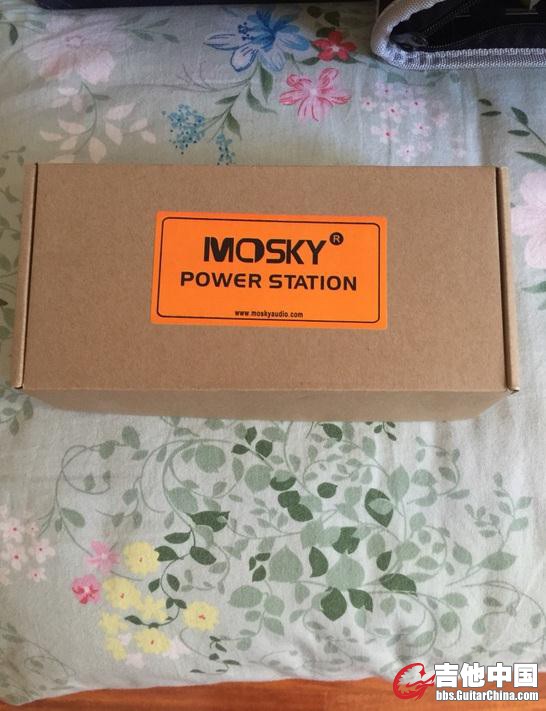 MOSKY®
POWER STATION
www.moskyaudio.com
吉他中国
bbs.GuitarChina.com